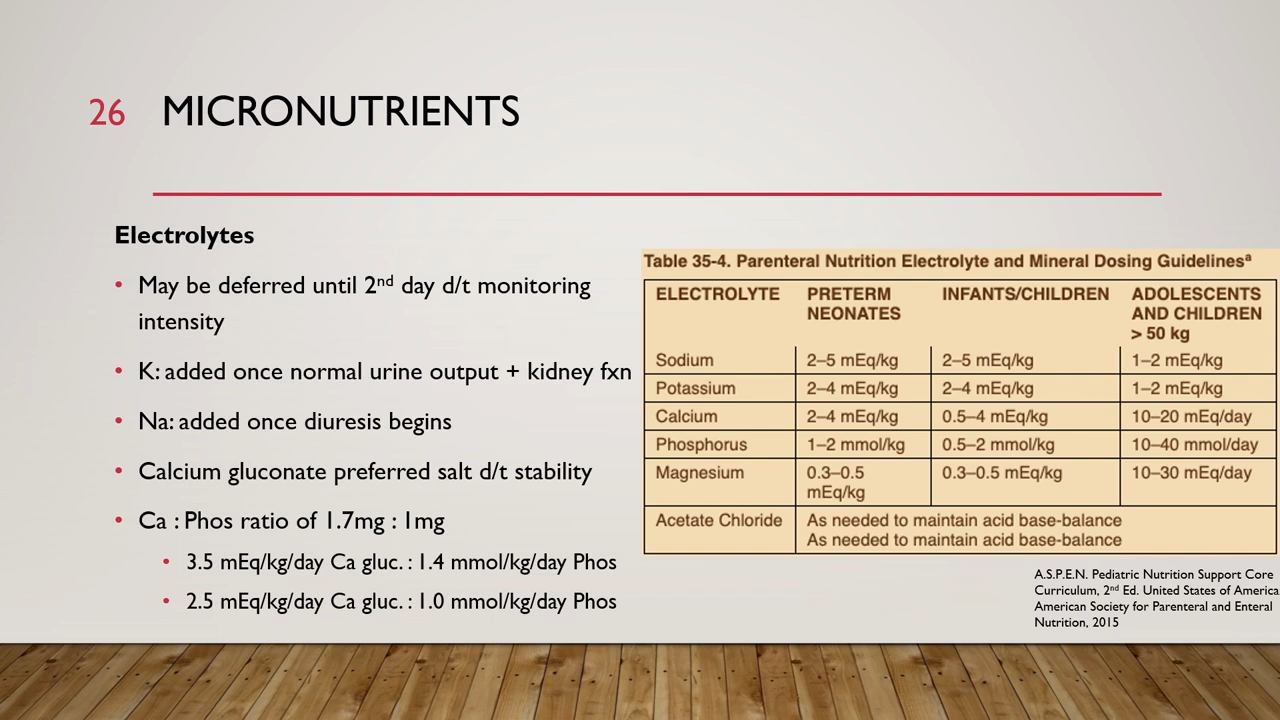 26 MICRONUTRIENTS
Electrolytes
• May be deferred until 2nd day d/t monitoring
intensity
• K: added once normal urine output + kidney fxn
• Na: added once diuresis begins
• Calcium gluconate preferred salt d/t stability
• Ca : Phos ratio of 1.7mg : 1mg
• 3.5 mEq/kg/day Ca gluc. : 1.4 mmol/kg/day Phos
• 2.5 mEq/kg/day Ca gluc. : 1.0 mmol/kg/day Phos
Table 35-4. Parenteral Nutrition Electrolyte and Mineral Dosing Guidelinesa
ELECTROLYTE PRETERM NEONATES INFANTS/CHILDREN ADOLESCENTS AND CHILDREN > 50 kg
Sodium 2–5 mEq/kg 2–5 mEq/kg 1–2 mEq/kg
Potassium 2–4 mEq/kg 2–4 mEq/kg 1–2 mEq/kg
Calcium 2–4 mEq/kg 0.5–4 mEq/kg 10–20 mEq/day
Phosphorus 1–2 mmol/kg 0.5–2 mmol/kg 10–40 mmol/day
Magnesium 0.3–0.5 mEq/kg 0.3–0.5 mEq/kg 10–30 mEq/day
Acetate Chloride As needed to maintain acid base-balance
As needed to maintain acid base-balance
A.S.P.E.N. Pediatric Nutrition Support Core
Curriculum, 2nd Ed. United States of America
American Society for Parenteral and Enteral
Nutrition, 2015